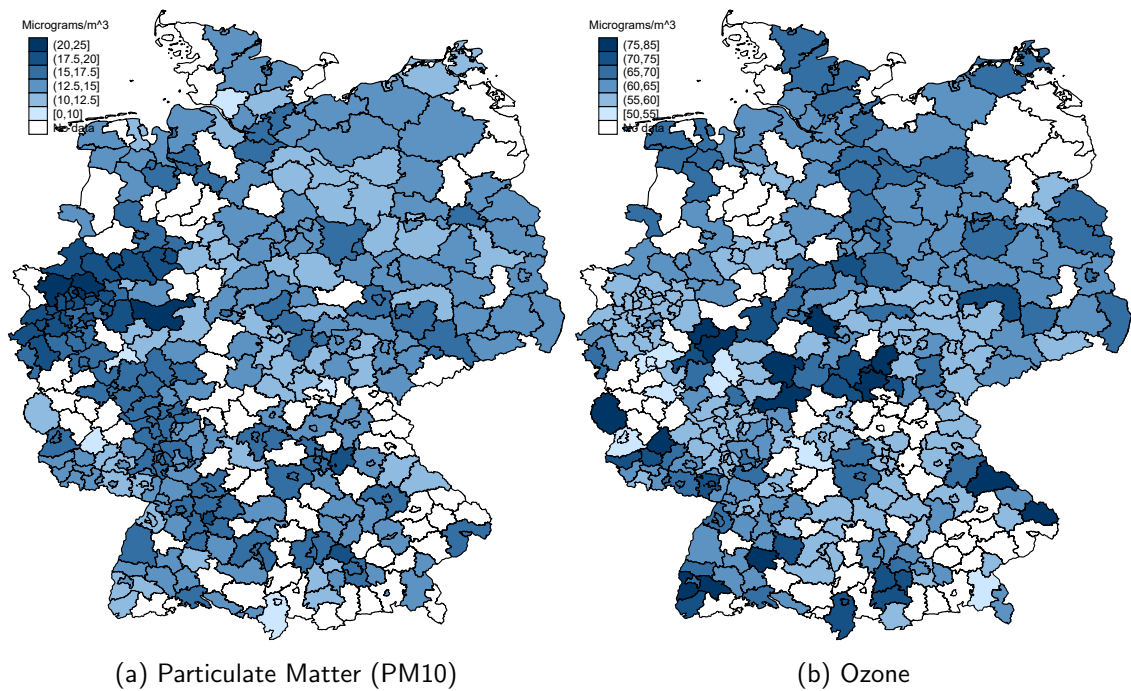 Micrograms/m^3
(20,25]
(17.5,20]
(15,17.5]
(12.5,15]
(10,12.5]
[0,10]
No data
Micrograms/m^3
(75,85]
(70,75]
(65,70]
(60,65]
(55,60]
[50,55]
No data
(a) Particulate Matter (PM10)
(b) Ozone